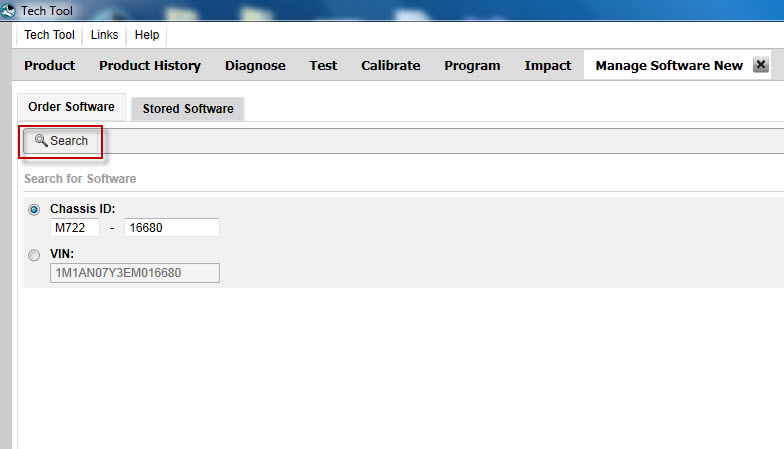 Tech Tool
Tech Tool Links Help
Product Product History Diagnose Test Calibrate Program Impact Manage Software New
Order Software Stored Software
Search
Search for Software
Chassis ID:
M722 - 16680
VIN:
1M1AN07Y3EM016680